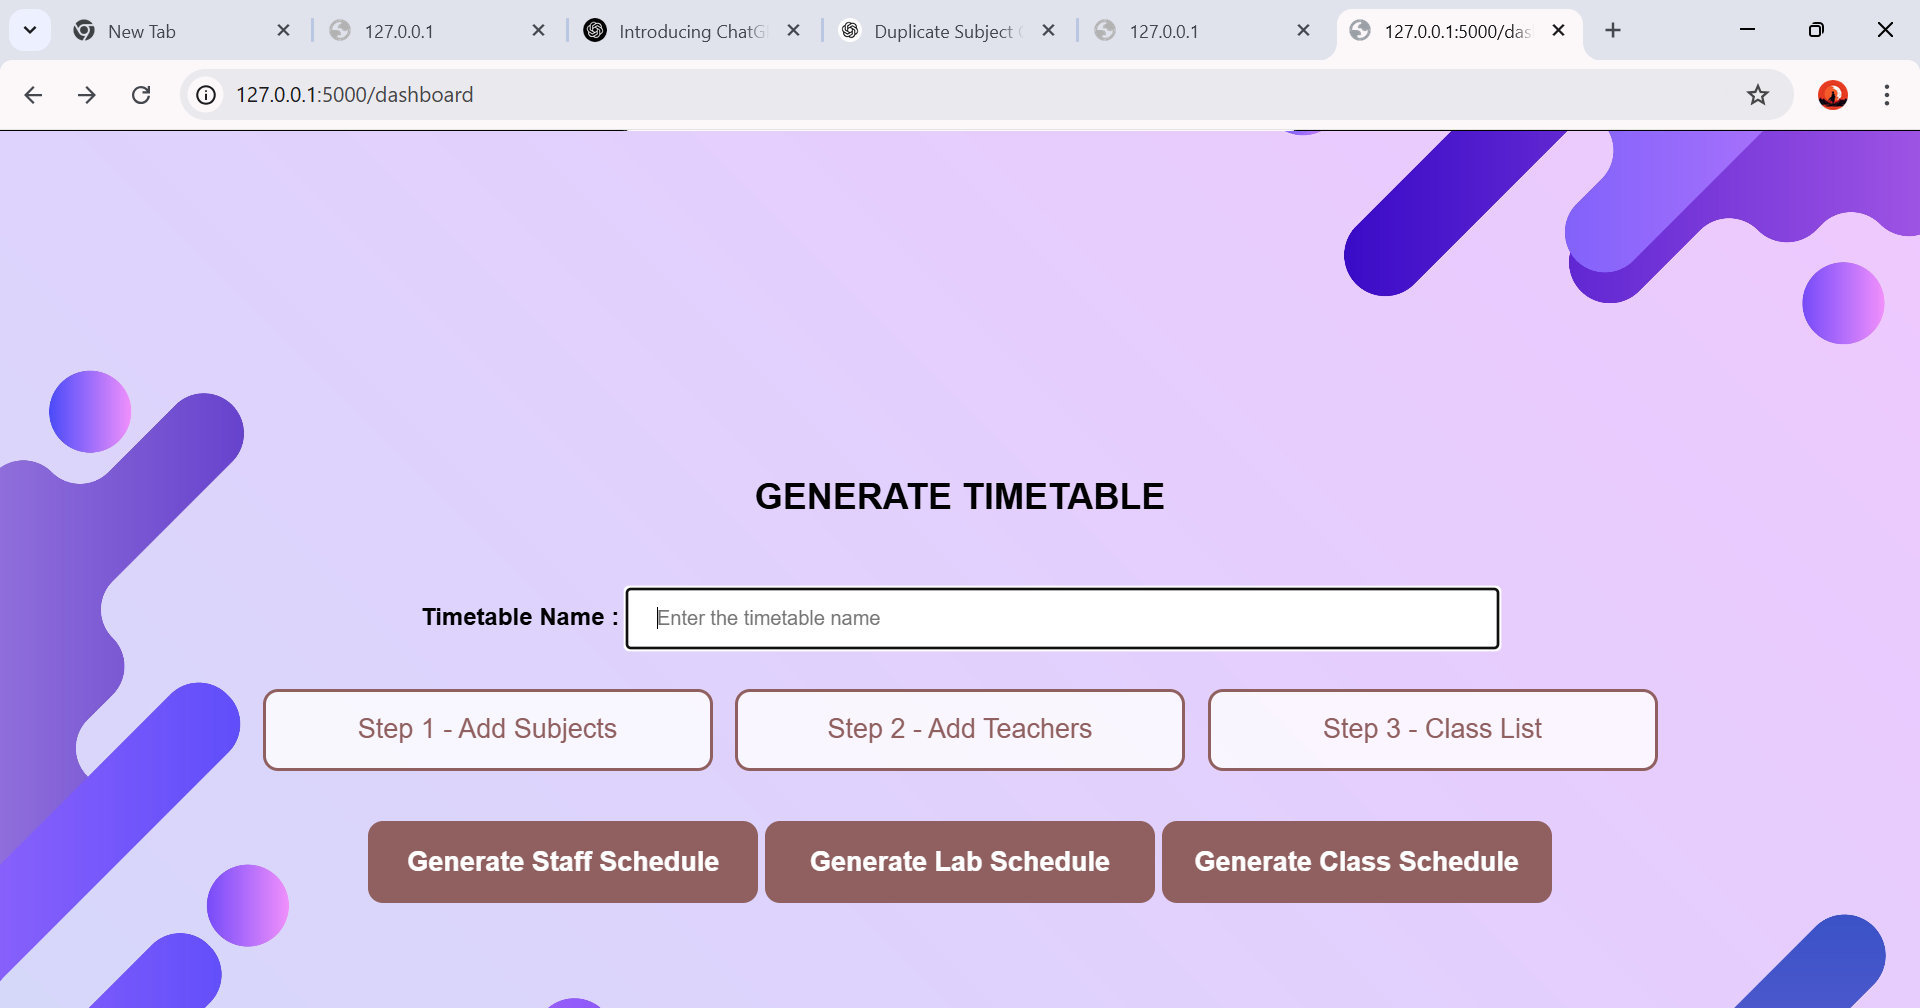 New Tab
127.0.0.1
Introducing ChatG
Duplicate Subject
127.0.0.1
127.0.0.1:5000/das
127.0.0.1:5000/dashboard
GENERATE TIMETABLE
Timetable Name : Enter the timetable name
Step 1 - Add Subjects
Step 2 - Add Teachers
Step 3 - Class List
Generate Staff Schedule
Generate Lab Schedule
Generate Class Schedule